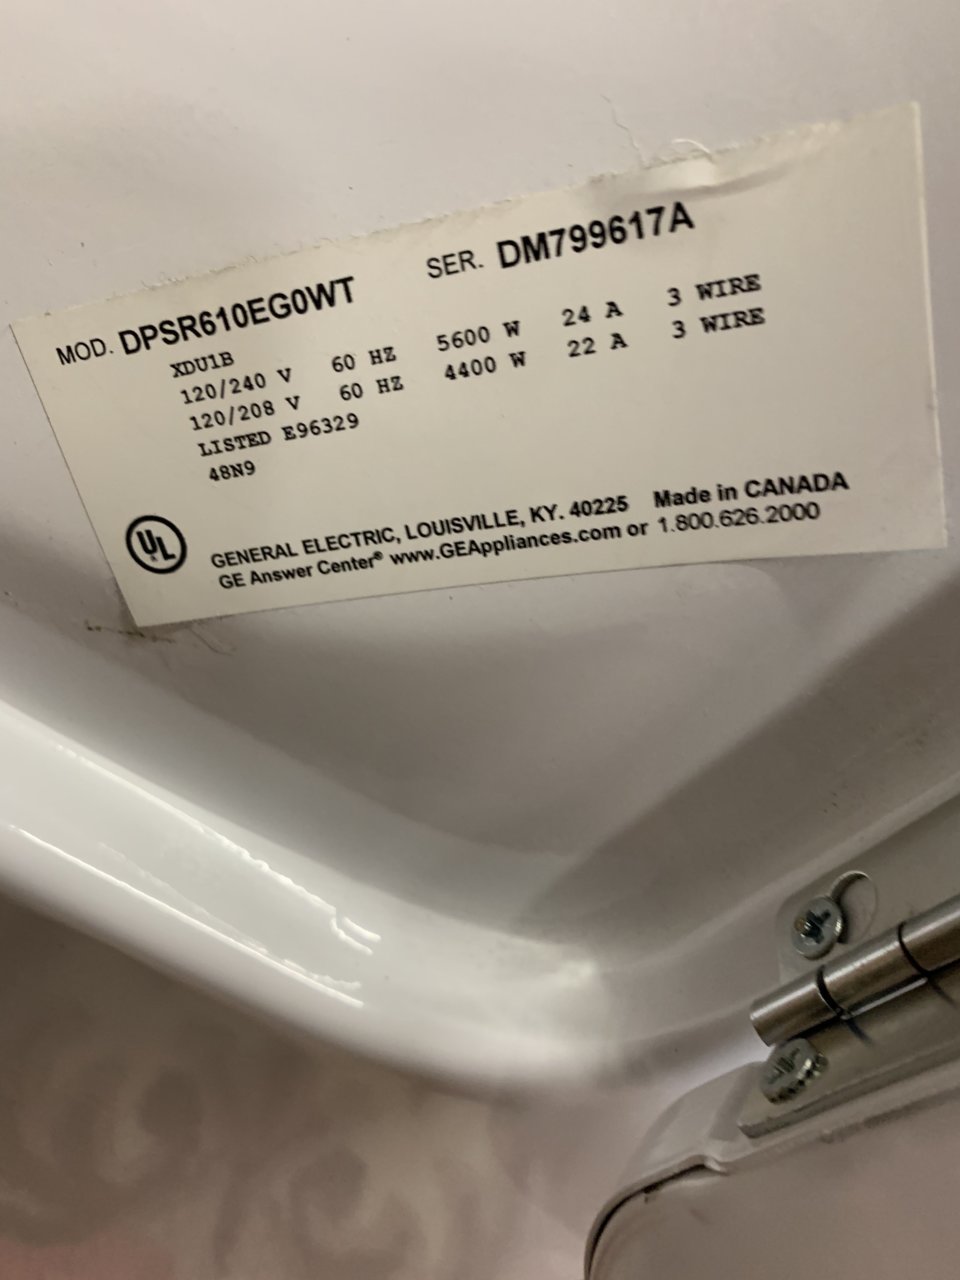 MOD. DPSR610EG0WT SER. DM799617A
XDU1B
120/240 V 60 HZ 5600 W 24 A 3 WIRE
120/208 V 60 HZ 4400 W 22 A 3 WIRE
LISTED E96329
48N9
UL
GENERAL ELECTRIC, LOUISVILLE, KY. 40225 Made in CANADA
GE Answer Center® www.GEAppliances.com or 1.800.626.2000